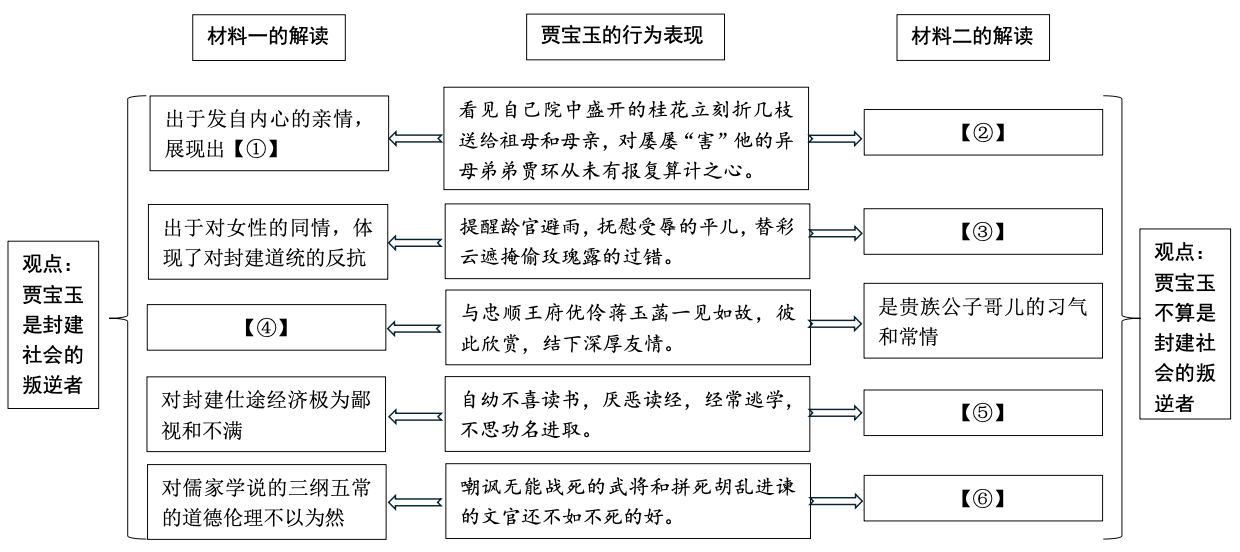 材料一的解读
贾宝玉的行为表现
材料二的解读
观点：
贾宝玉
是封建
社会的
叛逆者
出于发自内心的亲情，
展现出【①】
看见自己院中盛开的桂花立刻折几枝
送给祖母和母亲，对屡屡“害”他的异
母弟弟贾环从未有报复算计之心。
【②】
出于对女性的同情，体
现了对封建道统的反抗
提醒龄官避雨，抚慰受辱的平儿，替彩
云遮掩偷玫瑰露的过错。
【③】
【④】
与忠顺王府优伶蒋玉菡一见如故，彼
此欣赏，结下深厚友情。
是贵族公子哥儿的习气
和常情
对封建仕途经济极为鄙
视和不满
自幼不喜读书，厌恶读经，经常逃学，
不思功名进取。
【⑤】
对儒家学说的三纲五常
的道德伦理不以为然
嘲讽无能战死的武将和拼死胡乱进谏
的文官还不如不死的好。
【⑥】
观点：
贾宝玉
不算是
封建社
会的叛
逆者